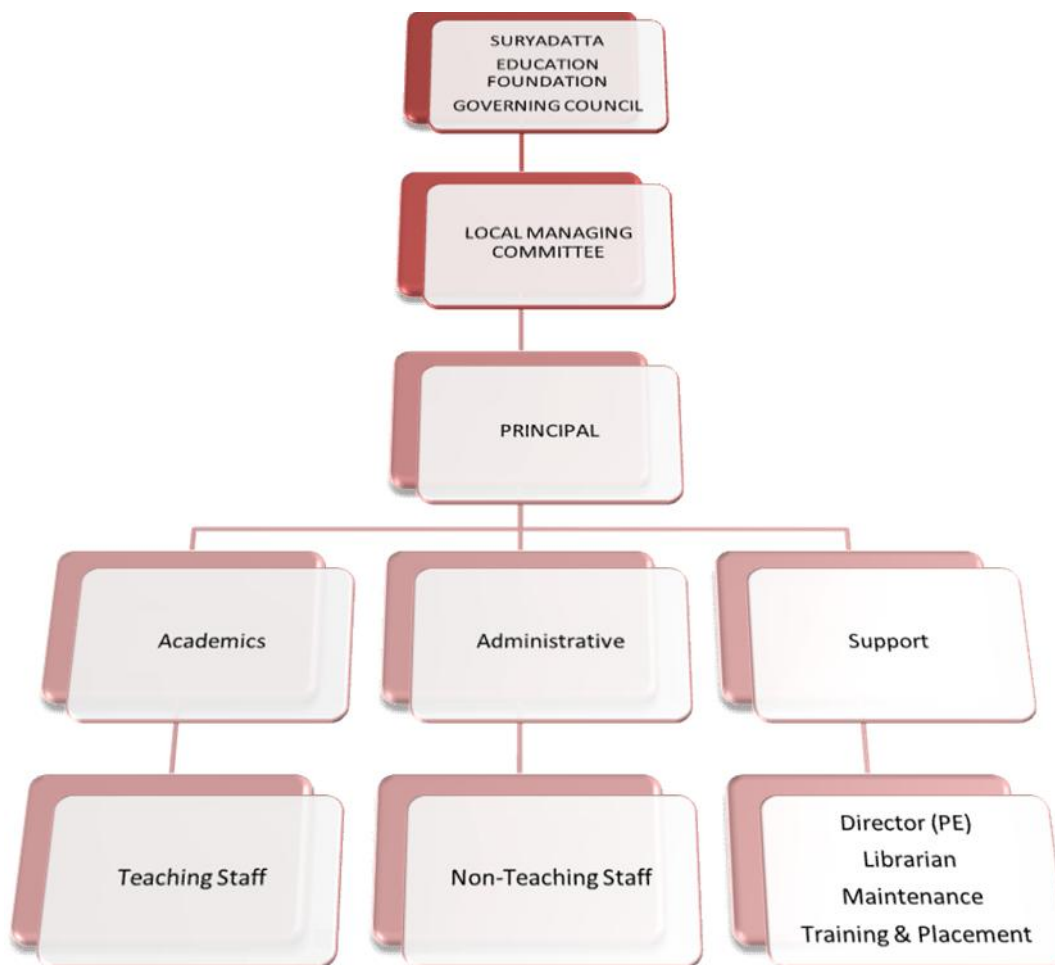 SURYADATTA
EDUCATION
FOUNDATION
GOVERNING COUNCIL
LOCAL MANAGING
COMMITTEE
PRINCIPAL
Academics
Administrative
Support
Teaching Staff
Non-Teaching Staff
Director (PE)
Librarian
Maintenance
Training & Placement